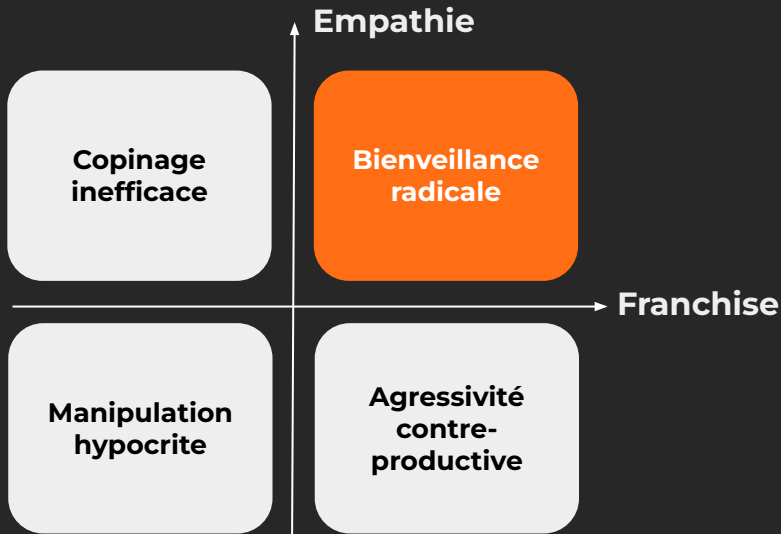 Empathie
Copinage
inefficace
Bienveillance
radicale
Franchise
Manipulation
hypocrite
Agressivité
contre-
productive